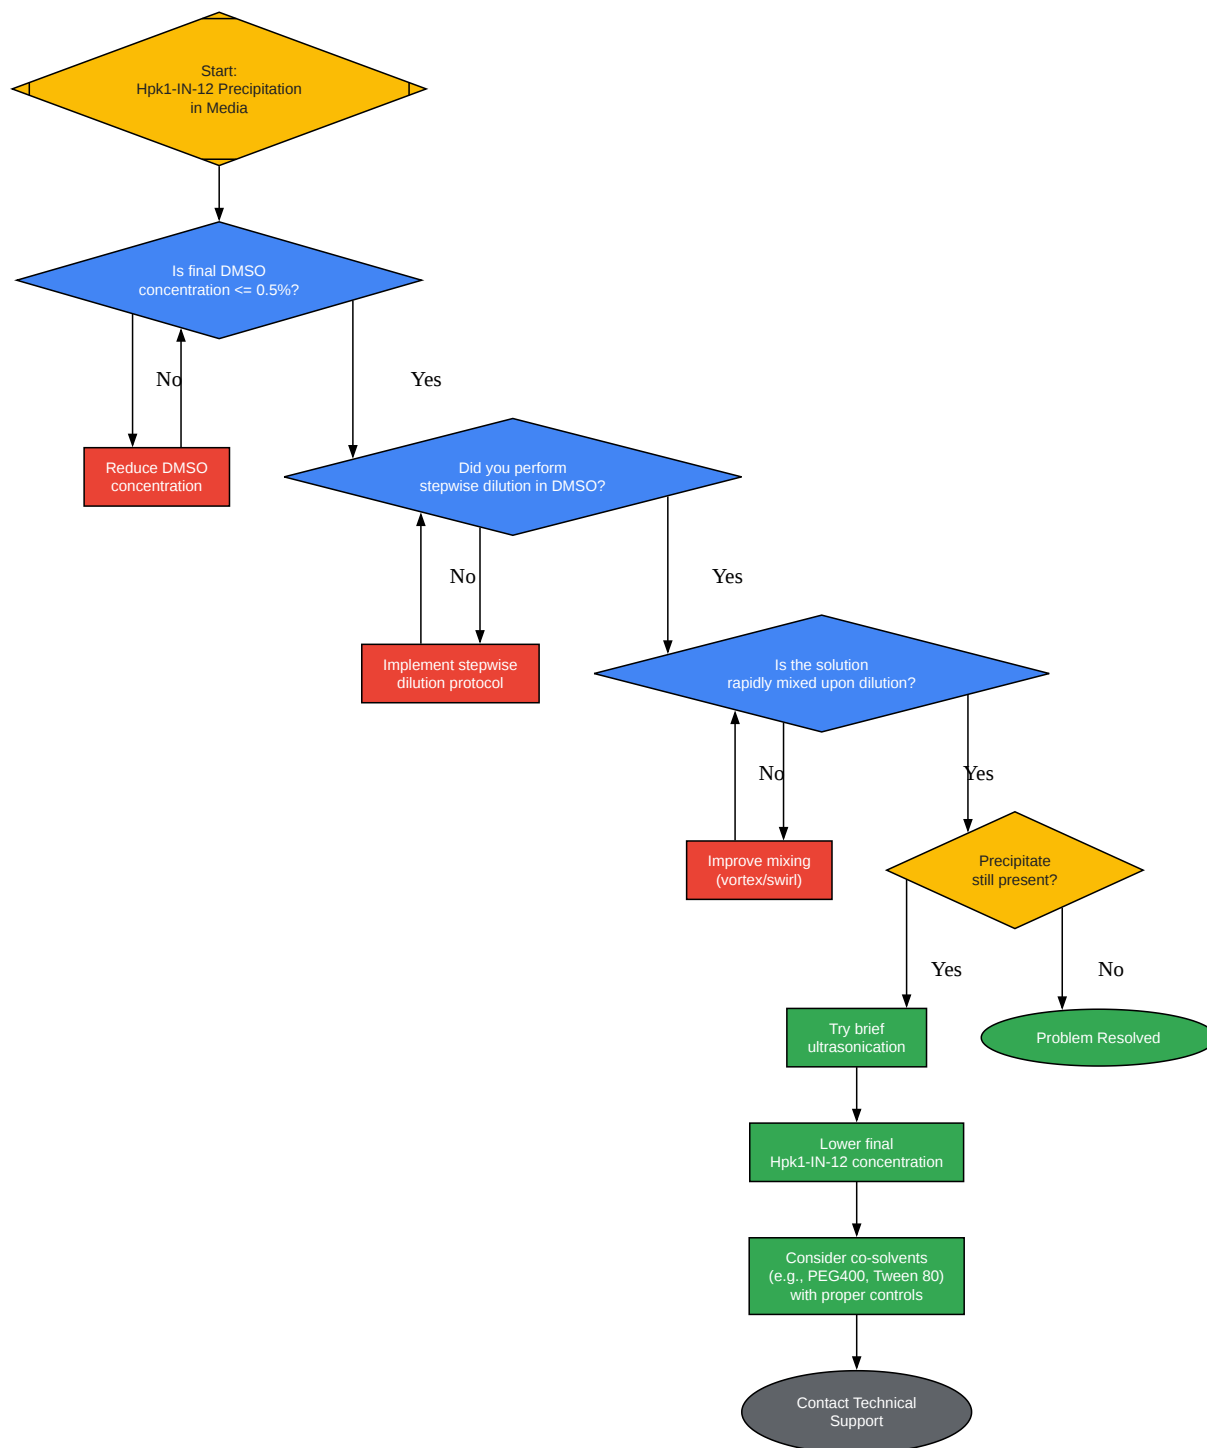 Start:
Hpk1-IN-12 Precipitation
in Media
Is final DMSO
concentration <= 0.5%?
No
Yes
Reduce DMSO
concentration
Did you perform
stepwise dilution in DMSO?
No
Yes
Implement stepwise
dilution protocol
Is the solution
rapidly mixed upon dilution?
No
Yes
Improve mixing
(vortex/swirl)
Precipitate
still present?
Yes
No
Try brief
ultrasonication
Problem Resolved
Lower final
Hpk1-IN-12 concentration
Consider co-solvents
(e.g., PEG400, Tween 80)
with proper controls
Contact Technical
Support